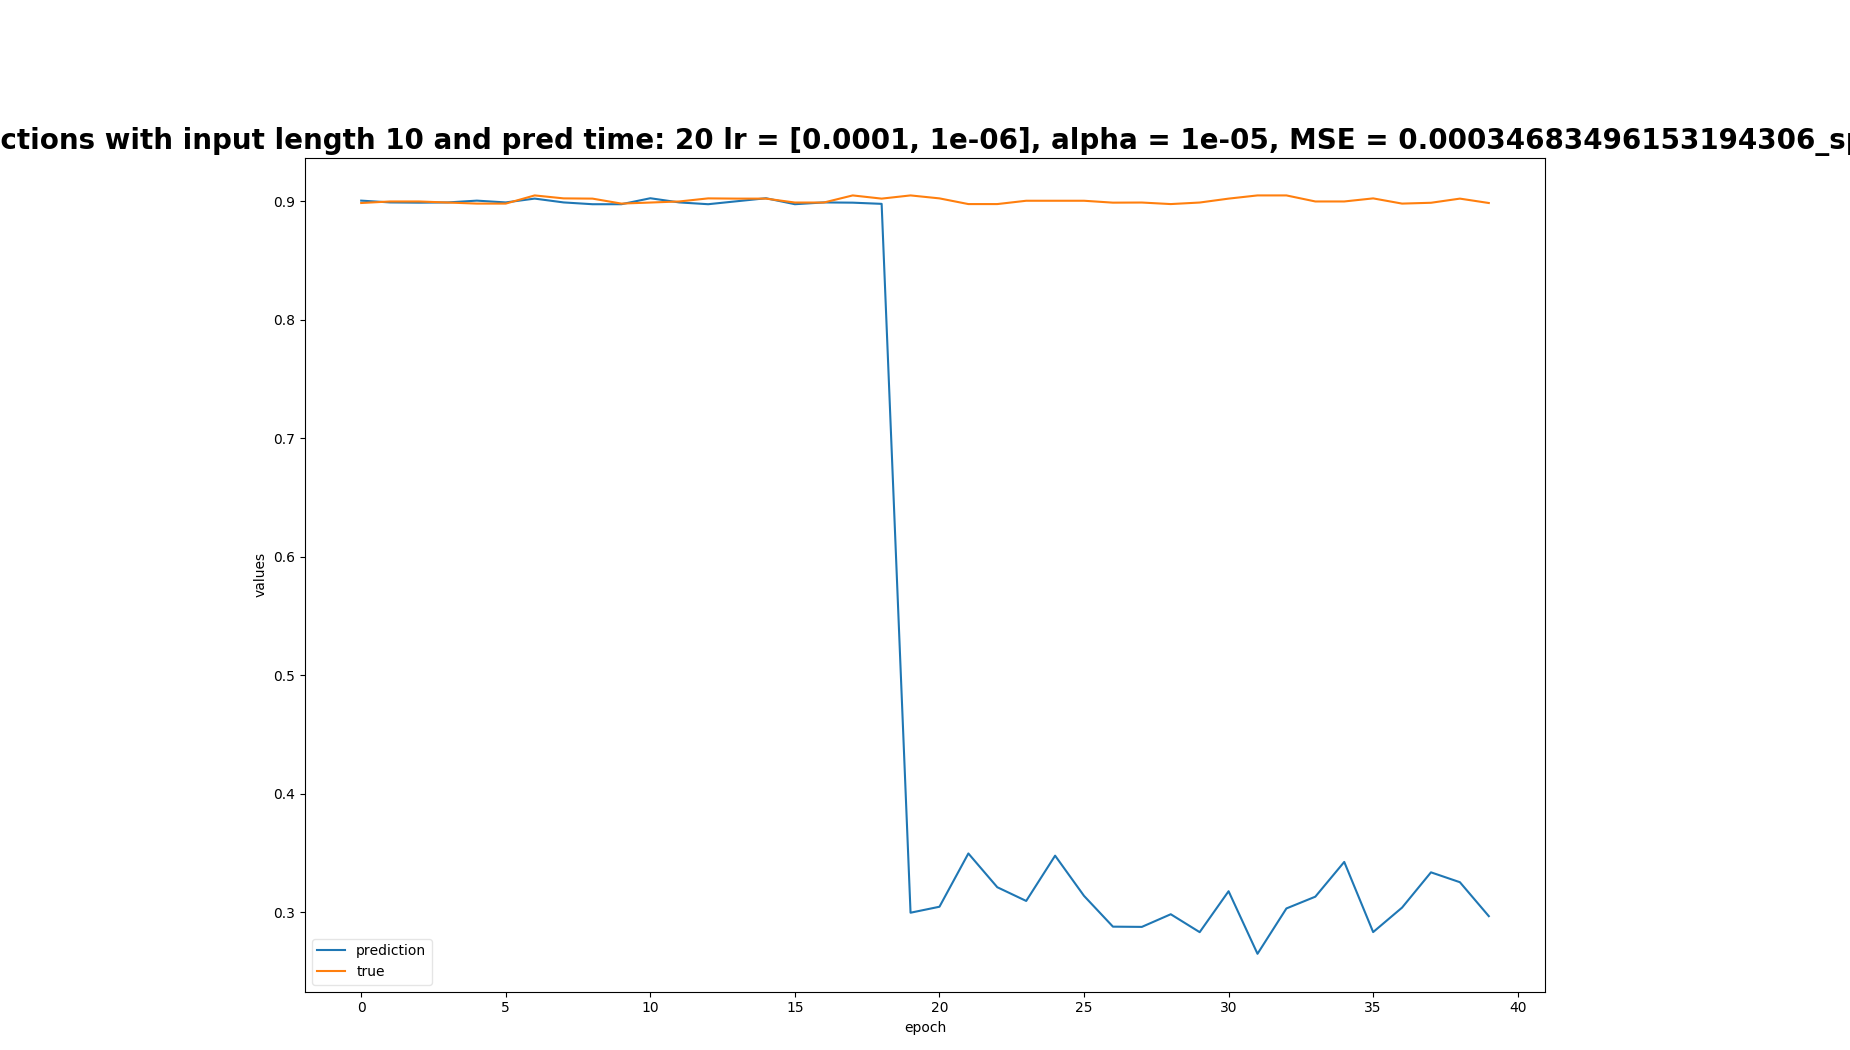 ctions with input length 10 and pred time: 20 lr = [0.0001, 1e-06], alpha = 1e-05, MSE = 0.00034683496153194306_sp
0.9
0.8
0.7
0.6
0.5
0.4
0.3
values
prediction
true
0 5 10 15 20 25 30 35 40
epoch